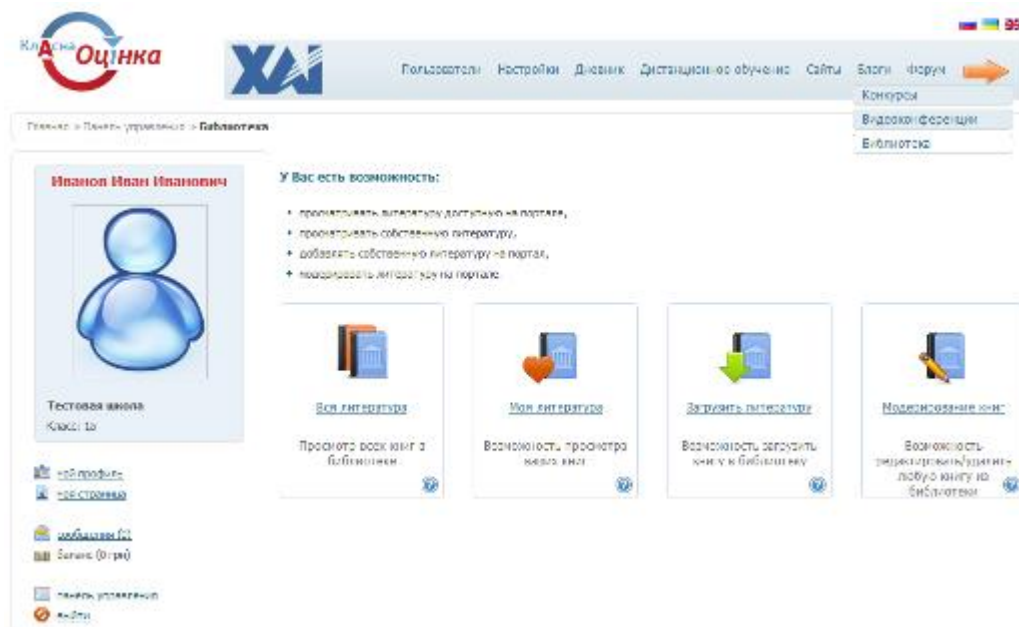 Класна Оцінка
ХАІ
Пользователи Настройки Дневник Дистанционное обучение Сайты Блоги Форум
Конкурсы
Видеоконференции
Библиотека
Главная » Панель управления » Библиотека
Иванов Иван Иванович
Тестовая школа
Класс: 1а
мой профиль
моя страница
сообщения (0)
баланс (0 грн)
панель управления
выйти
У Вас есть возможность:
просматривать литературу доступную на портале,
просматривать собственную литературу,
добавлять собственную литературу на портал,
модерировать литературу на портале
Вся литература
Просмотр всех книг в
библиотеке
Моя литература
Возможность просмотра
ваших книг
Загрузить литературу
Возможность загрузить
книгу в библиотеку
Модерирование книг
Возможность
редактировать/удалить
любую книгу из
библиотеки